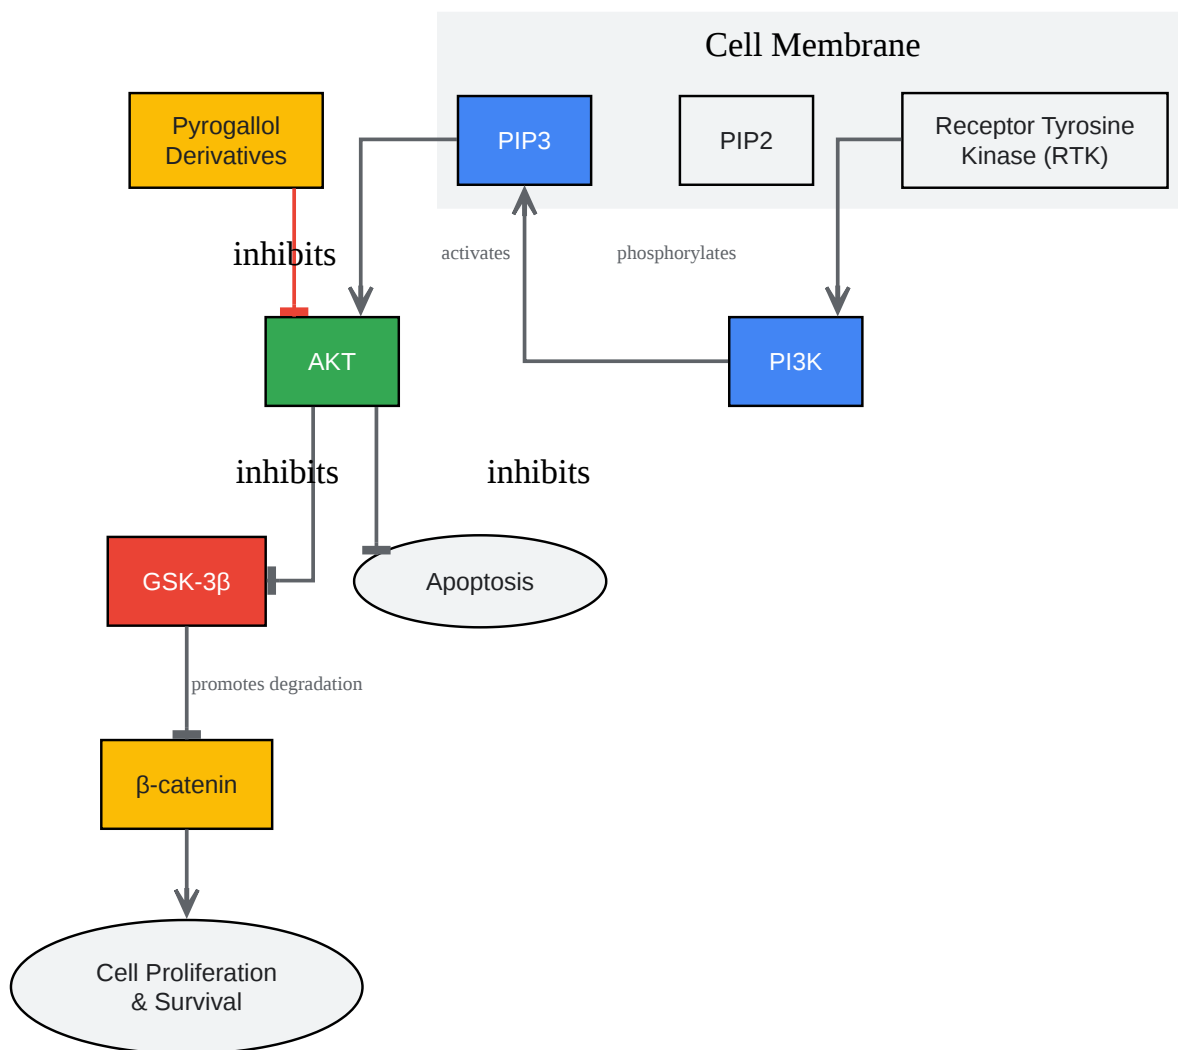 Cell Membrane
Pyrogallol
Derivatives
PIP3
PIP2
Receptor Tyrosine
Kinase (RTK)
inhibits
activates
phosphorylates
AKT
PI3K
inhibits
inhibits
GSK-3β
Apoptosis
promotes degradation
β-catenin
Cell Proliferation
& Survival